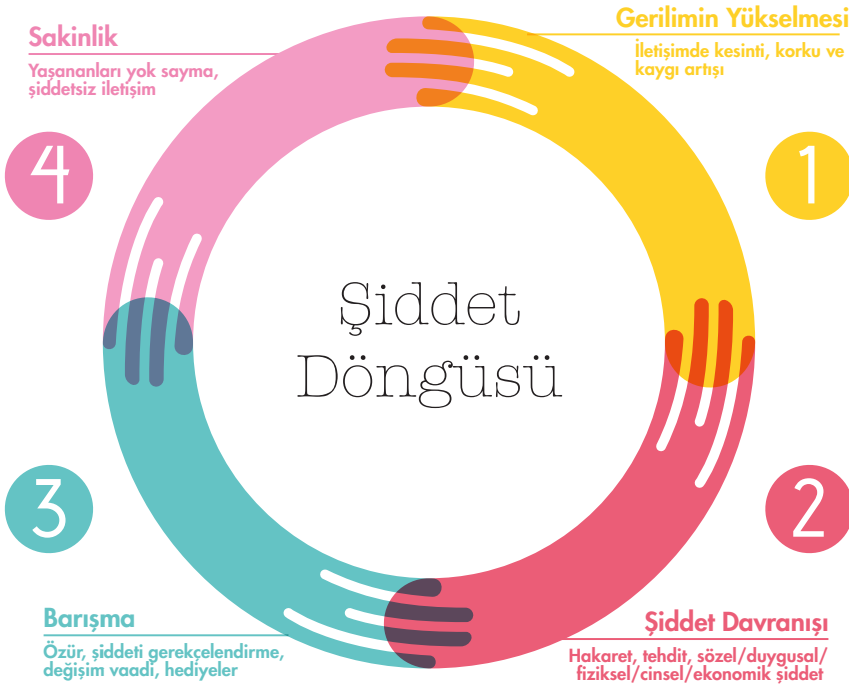 Sakinlik
Yaşananları yok sayma,
şiddetsiz iletişim
4
Gerilimin Yükselmesi
İletişimde kesinti, korku ve
kaygı artışı
1
Şiddet
Döngüsü
3
Barışma
Özür, şiddeti gerekçelendirme,
değişim vaadi, hediyeler
2
Şiddet Davranışı
Hakaret, tehdit, sözel/duygusal/
fiziksel/cinsel/ekonomik şiddet